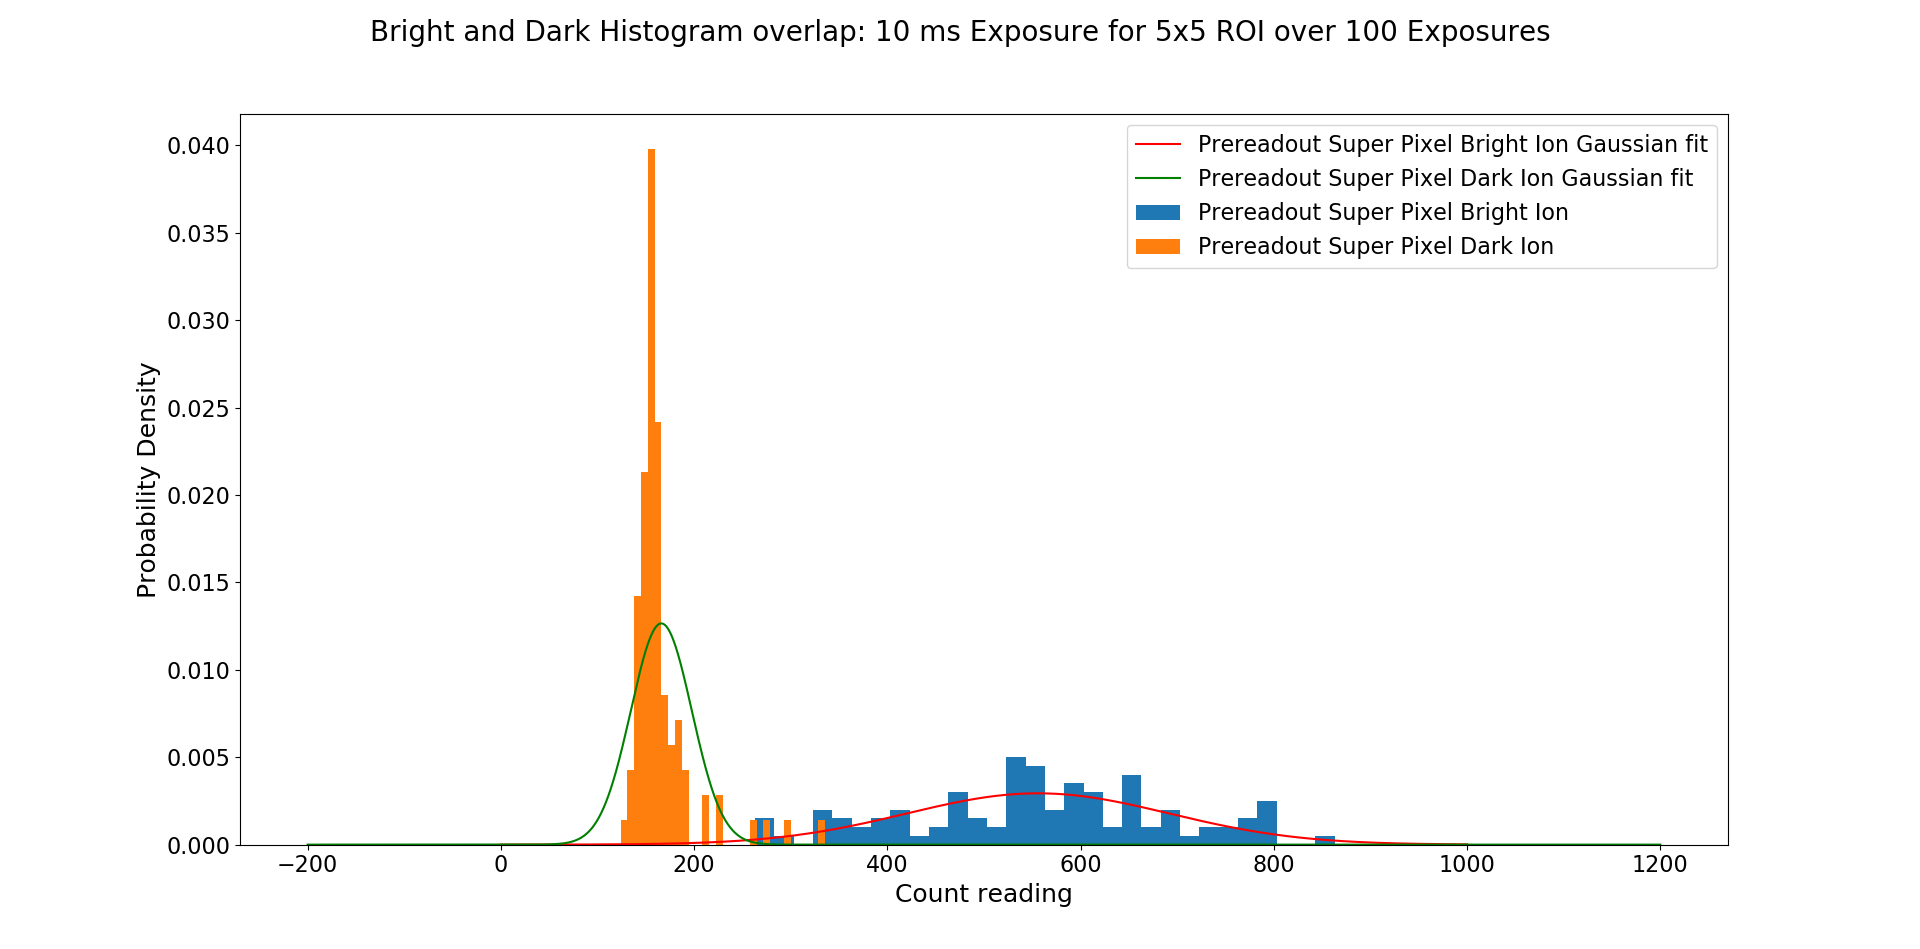 Bright and Dark Histogram overlap: 10 ms Exposure for 5x5 ROI over 100 Exposures
Prereadout Super Pixel Bright Ion Gaussian fit
Prereadout Super Pixel Dark Ion Gaussian fit
Prereadout Super Pixel Bright Ion
Prereadout Super Pixel Dark Ion
Probability Density
0.040
0.035
0.030
0.025
0.020
0.015
0.010
0.005
0.000
−200 0 200 400 600 800 1000 1200
Count reading